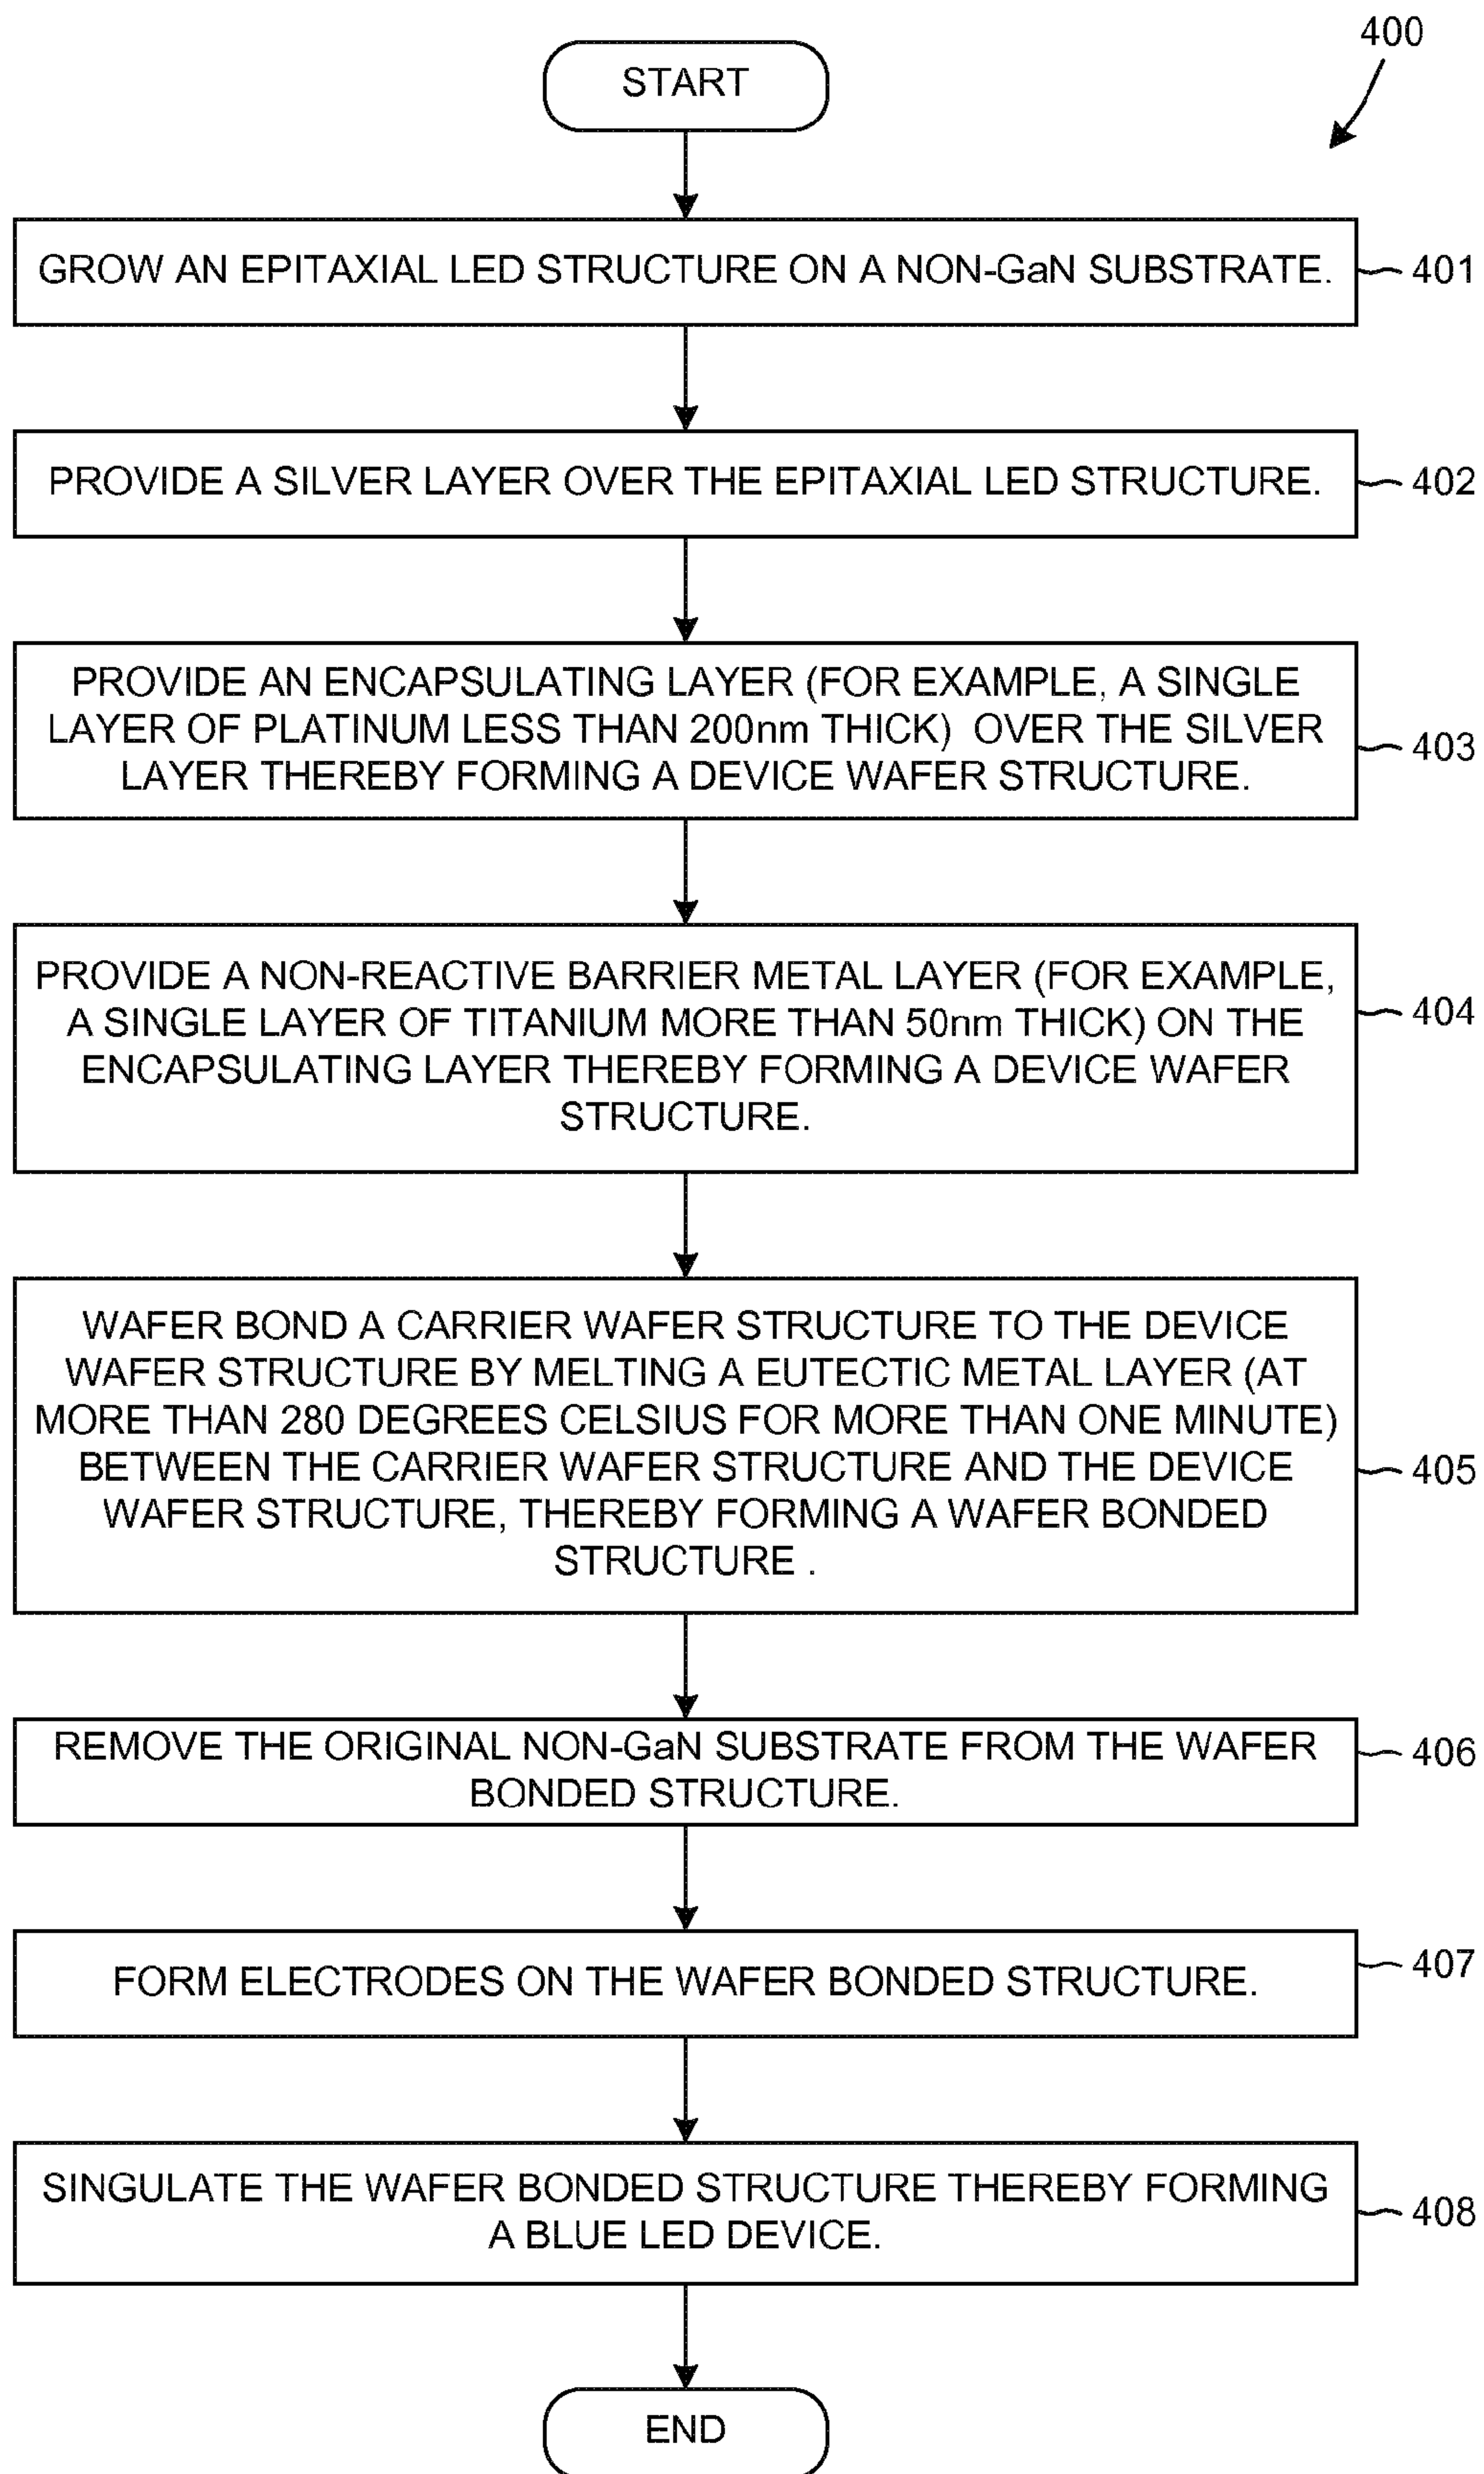 400
START
GROW AN EPITAXIAL LED STRUCTURE ON A NON-GaN SUBSTRATE.
401
PROVIDE A SILVER LAYER OVER THE EPITAXIAL LED STRUCTURE.
402
PROVIDE AN ENCAPSULATING LAYER (FOR EXAMPLE, A SINGLE
LAYER OF PLATINUM LESS THAN 200nm THICK) OVER THE SILVER
LAYER THEREBY FORMING A DEVICE WAFER STRUCTURE.
403
PROVIDE A NON-REACTIVE BARRIER METAL LAYER (FOR EXAMPLE,
A SINGLE LAYER OF TITANIUM MORE THAN 50nm THICK) ON THE
ENCAPSULATING LAYER THEREBY FORMING A DEVICE WAFER
STRUCTURE.
404
WAFER BOND A CARRIER WAFER STRUCTURE TO THE DEVICE
WAFER STRUCTURE BY MELTING A EUTECTIC METAL LAYER (AT
MORE THAN 280 DEGREES CELSIUS FOR MORE THAN ONE MINUTE)
BETWEEN THE CARRIER WAFER STRUCTURE AND THE DEVICE
WAFER STRUCTURE, THEREBY FORMING A WAFER BONDED
STRUCTURE .
405
REMOVE THE ORIGINAL NON-GaN SUBSTRATE FROM THE WAFER
BONDED STRUCTURE.
406
FORM ELECTRODES ON THE WAFER BONDED STRUCTURE.
407
SINGULATE THE WAFER BONDED STRUCTURE THEREBY FORMING
A BLUE LED DEVICE.
408
END